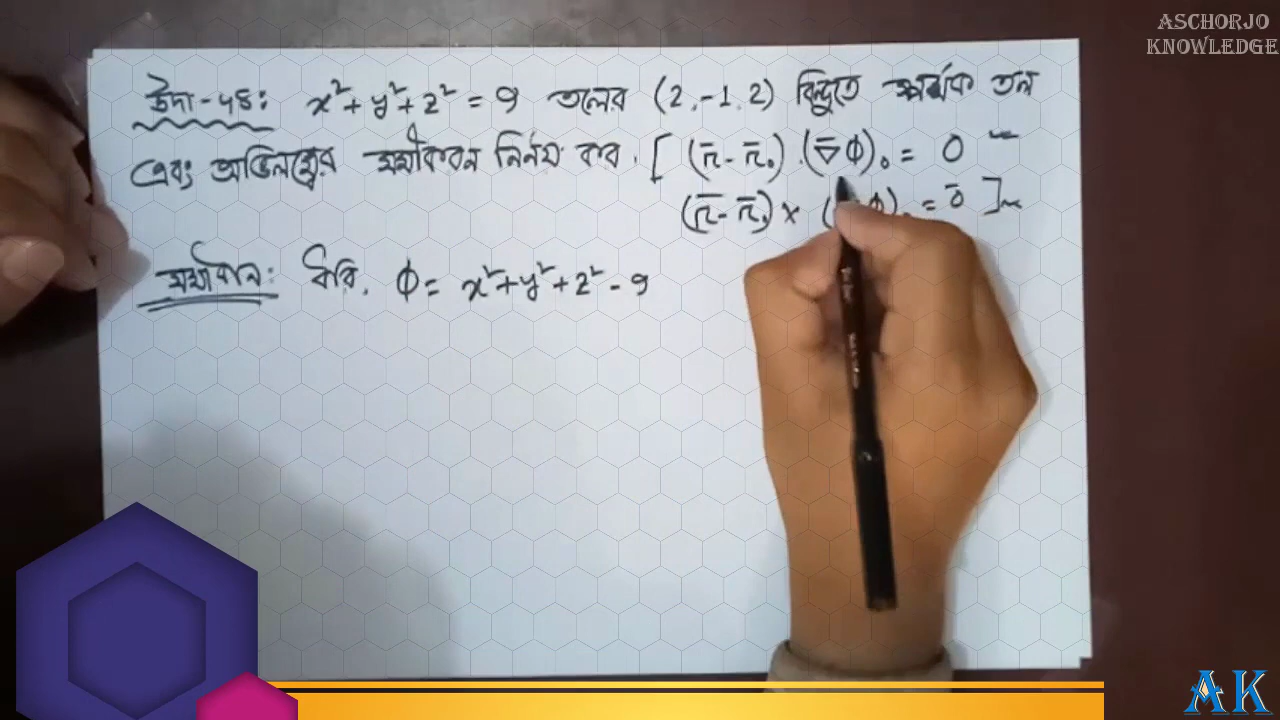 ASCHORJO
KNOWLEDGE
উদা-৭৪: x²+y²+z² = 9 তলের (2,-1,2) বিন্দুতে স্পর্শক তল
এবং অভিলম্বের সমীকরণ নির্ণয় কর. [ (r̄-r̄₀).(∇̄φ)₀ = 0
(r̄-r̄₀)× ( φ)₀ = 0̄ ]
সমাধান: ধরি, φ = x²+y²+z²-9
AK